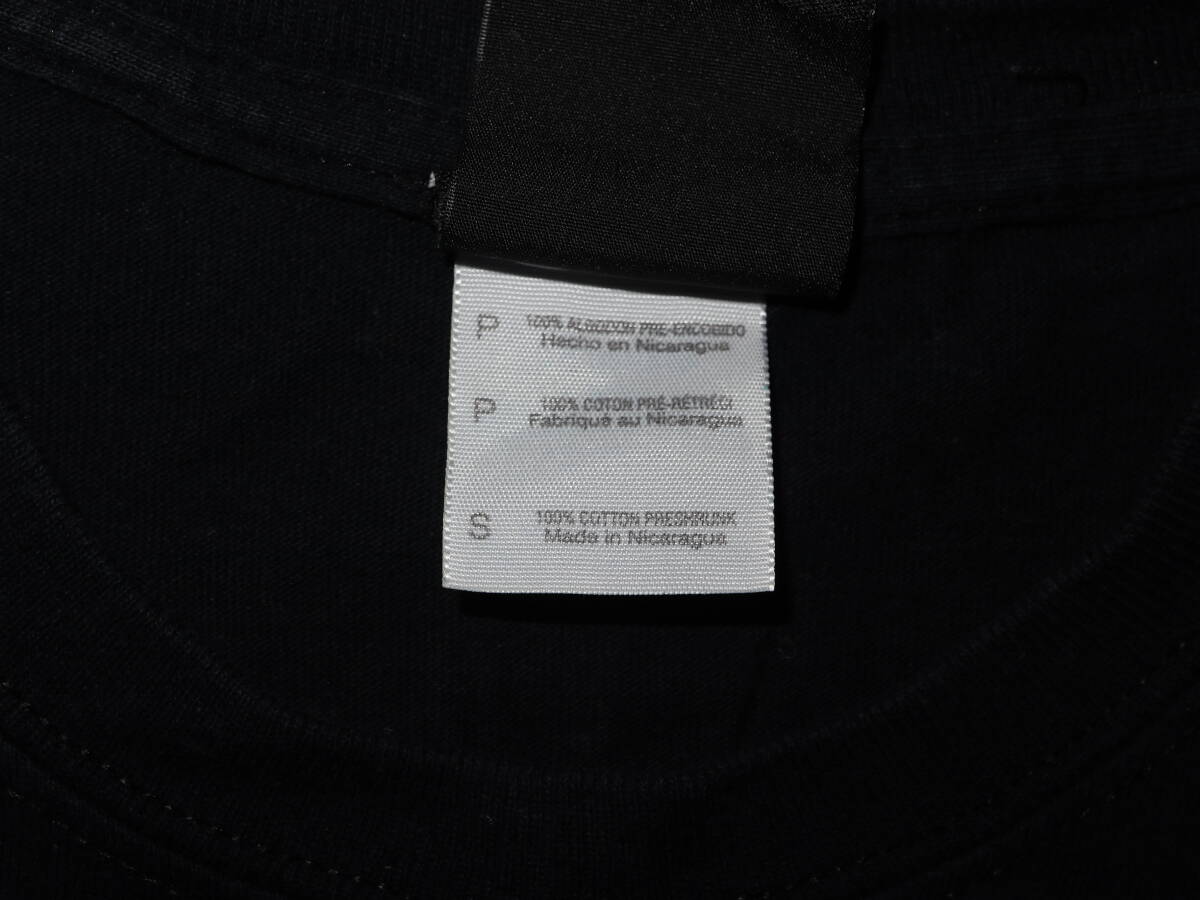 P
100% ALGODON PRE-ENCOGIDO
Hecho en Nicaragua
P
100% COTON PRÉ-RÉTRÉCI
Fabriqué au Nicaragua
S
100% COTTON PRESHRUNK
Made in Nicaragua